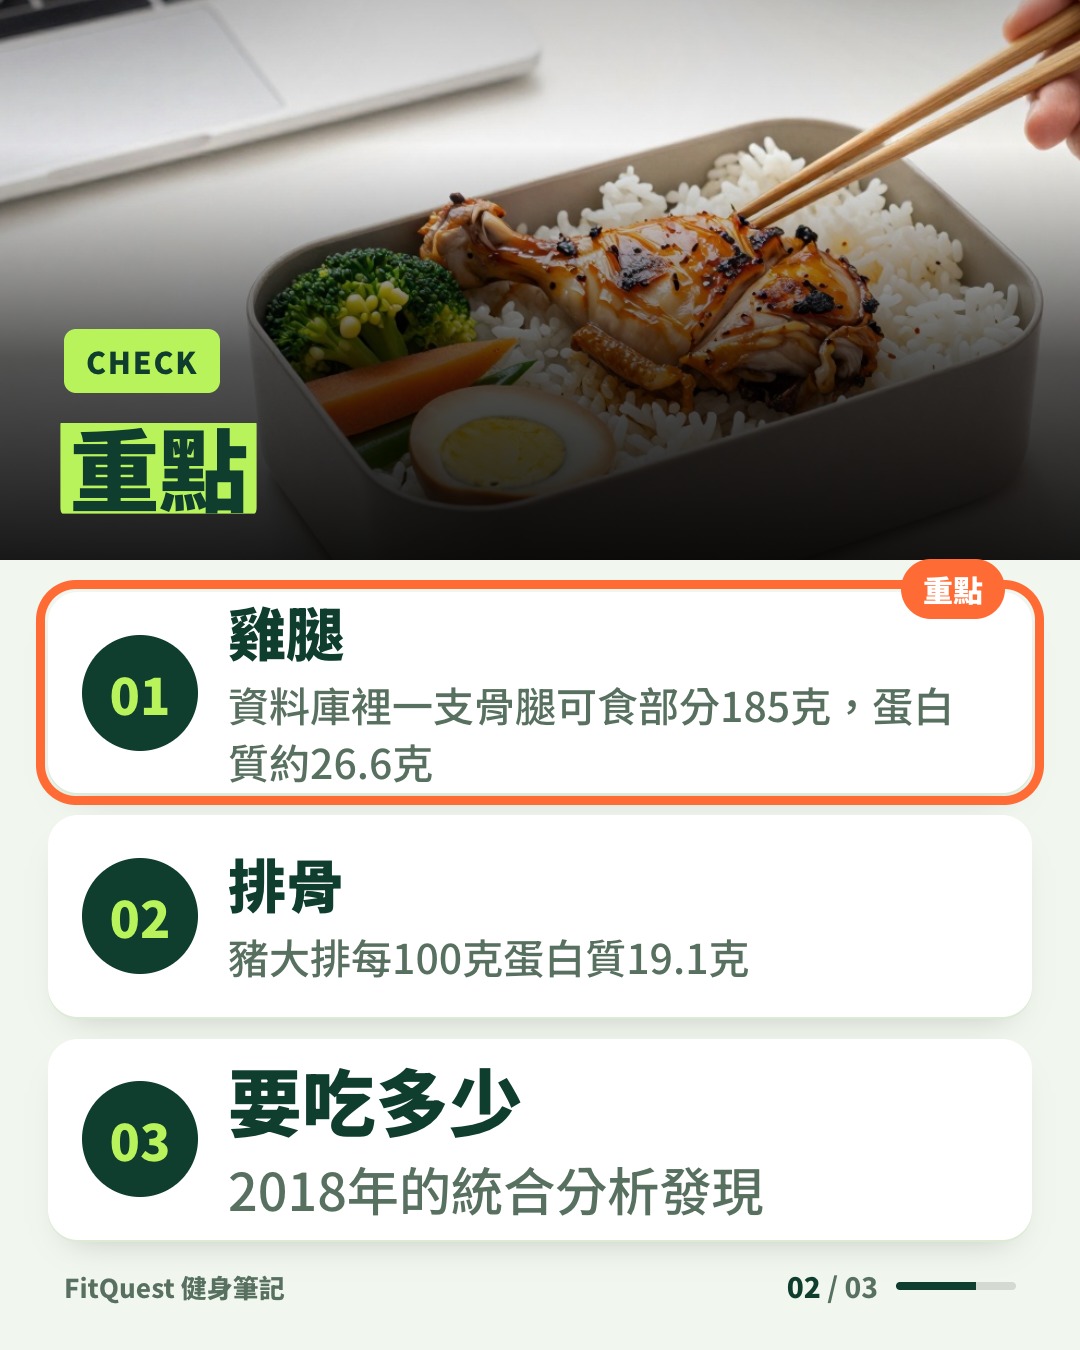 CHECK
重點
重點
01
雞腿
資料庫裡一支骨腿可食部分185克，蛋白
質約26.6克
02
排骨
豬大排每100克蛋白質19.1克
03
要吃多少
2018年的統合分析發現
FitQuest 健身筆記
02 / 03